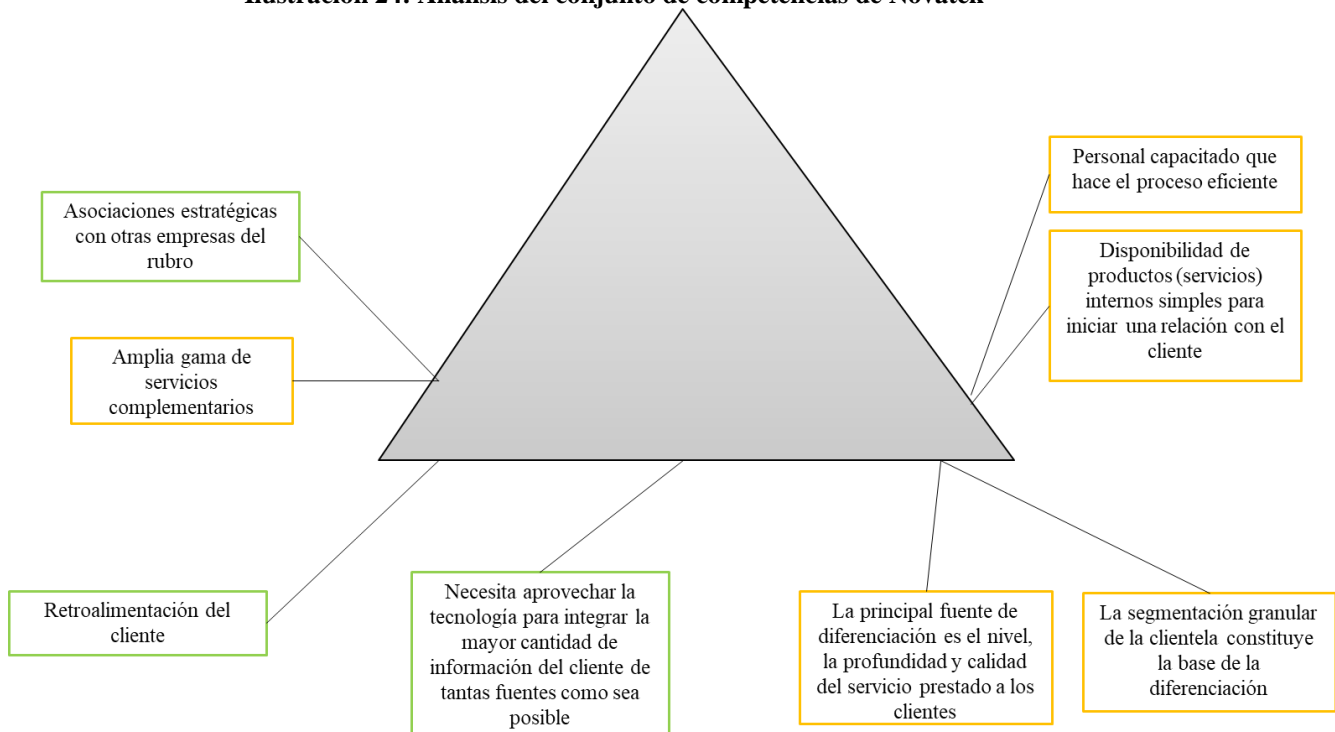 Ilustración 24.: Análisis del conjunto de competencias de Novatek
Personal capacitado que
hace el proceso eficiente
Asociaciones estratégicas
con otras empresas del
rubro
Disponibilidad de
productos (servicios)
internos simples para
iniciar una relación con el
cliente
Amplia gama de
servicios
complementarios
Retroalimentación del
cliente
Necesita aprovechar la
tecnología para integrar la
mayor cantidad de
información del cliente de
tantas fuentes como sea
posible
La principal fuente de
diferenciación es el nivel,
la profundidad y calidad
del servicio prestado a los
clientes
La segmentación granular
de la clientela constituye
la base de la
diferenciación